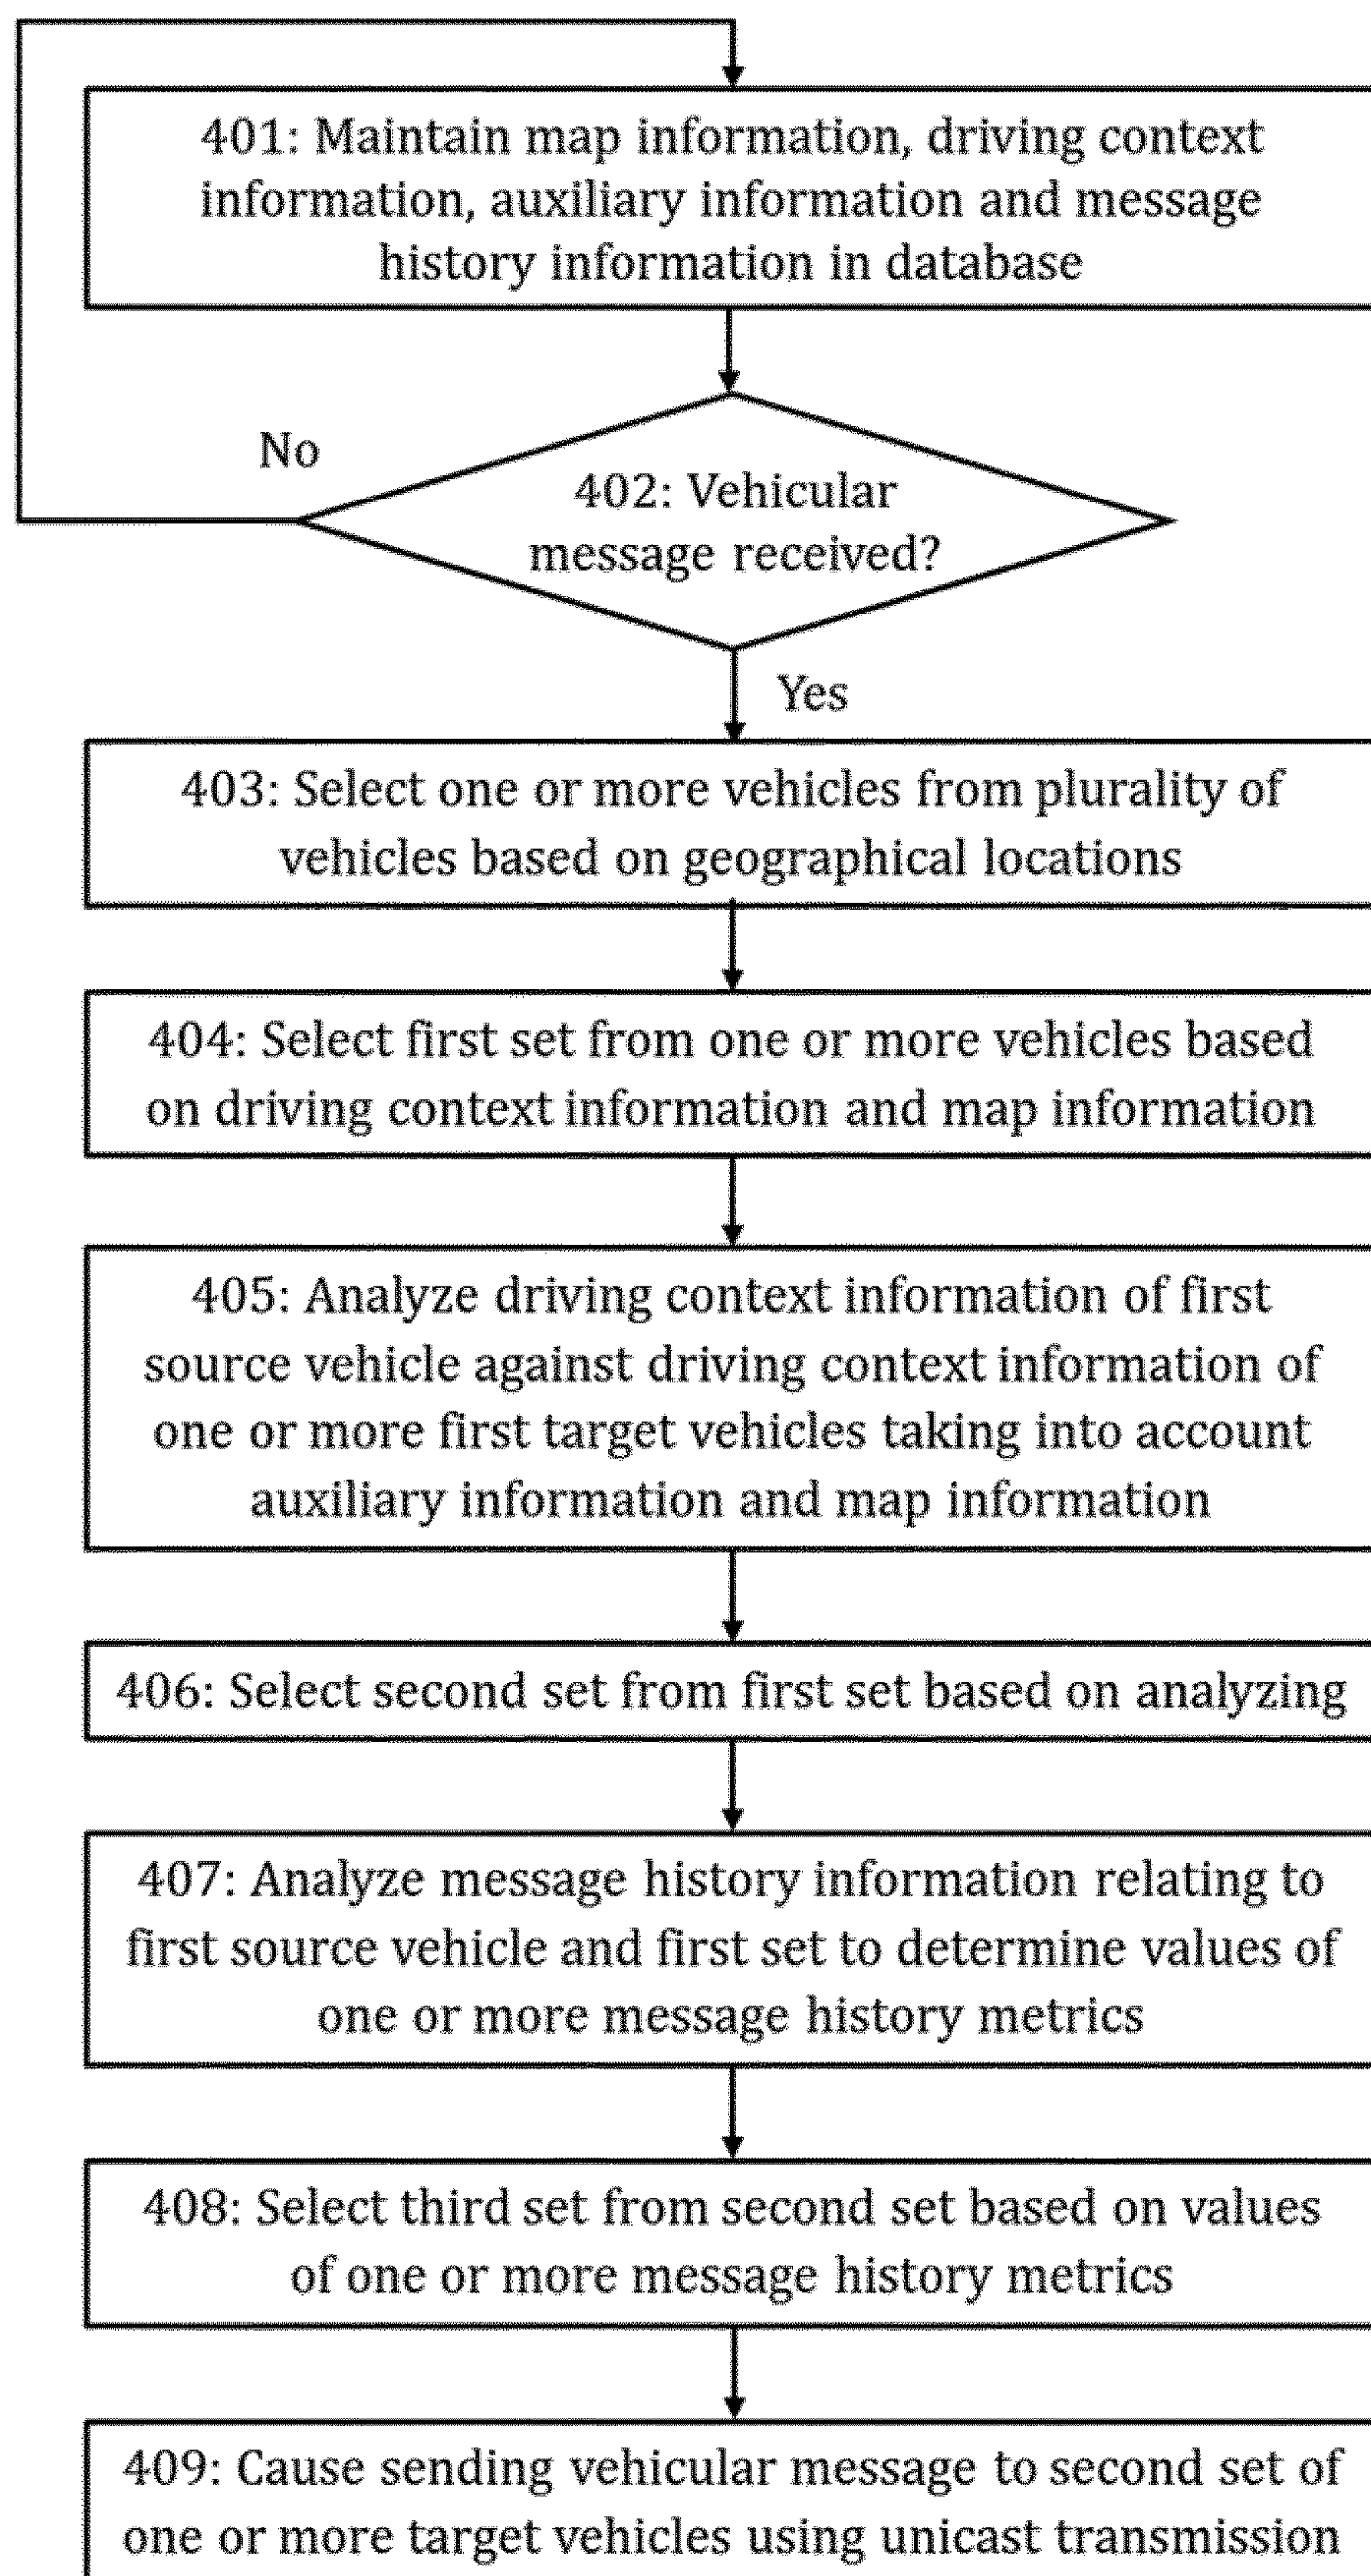 401: Maintain map information, driving context
information, auxiliary information and message
history information in database
No
402: Vehicular
message received?
Yes
403: Select one or more vehicles from plurality of
vehicles based on geographical locations
404: Select first set from one or more vehicles based
on driving context information and map information
405: Analyze driving context information of first
source vehicle against driving context information of
one or more first target vehicles taking into account
auxiliary information and map information
406: Select second set from first set based on analyzing
407: Analyze message history information relating to
first source vehicle and first set to determine values of
one or more message history metrics
408: Select third set from second set based on values
of one or more message history metrics
409: Cause sending vehicular message to second set of
one or more target vehicles using unicast transmission